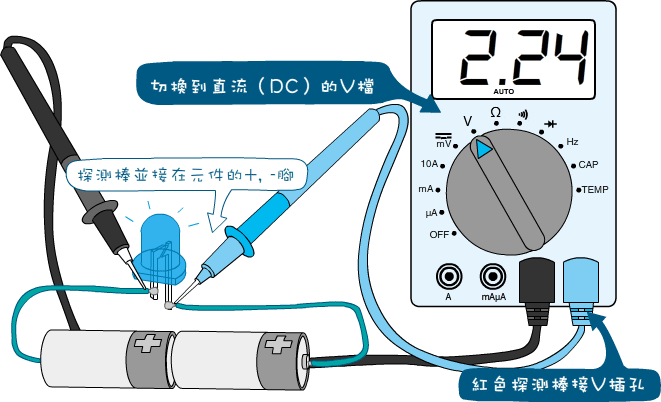 2.24
AUTO
切換到直流（DC）的V檔
Ω
V
mV
Hz
10A
CAP
mA
TEMP
µA
OFF
探測棒並接在元件的+, -腳
A
mAµA
紅色探測棒接V插孔